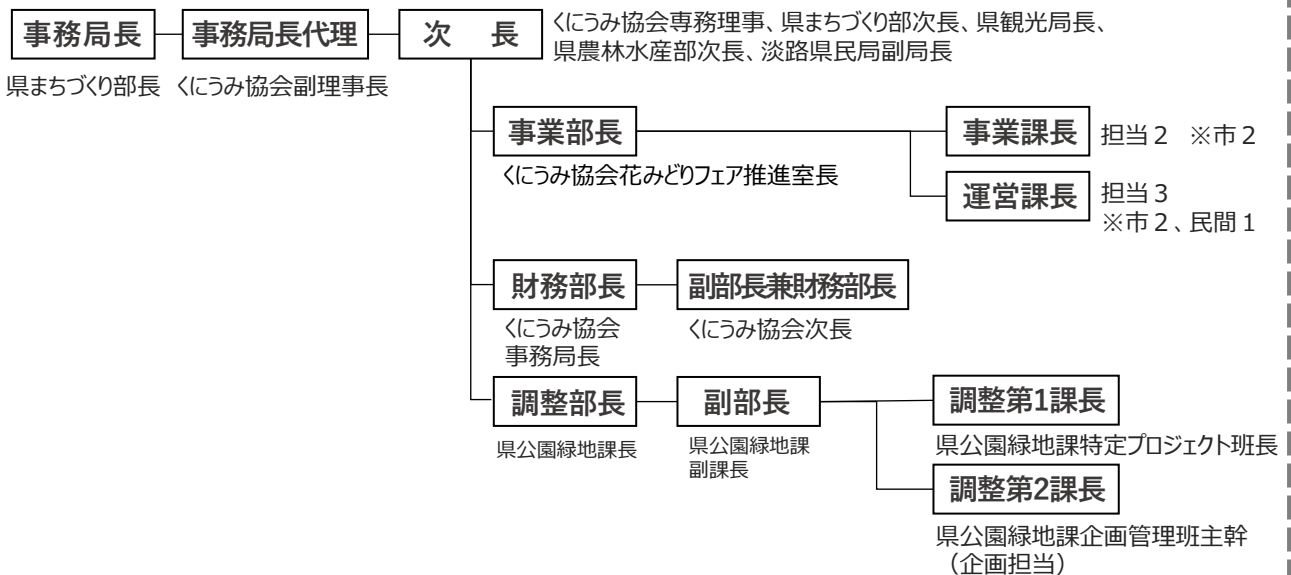 事務局長
事務局長代理
次　長
くにうみ協会専務理事、県まちづくり部次長、県観光局長、
県農林水産部次長、淡路県民局副局長
県まちづくり部長
くにうみ協会副理事長
事業部長
くにうみ協会花みどりフェア推進室長
事業課長
担当２　※市２
運営課長
担当３
※市２、民間１
財務部長
くにうみ協会
事務局長
副部長兼財務部長
くにうみ協会次長
調整部長
県公園緑地課長
副部長
県公園緑地課
副課長
調整第1課長
県公園緑地課特定プロジェクト班長
調整第2課長
県公園緑地課企画管理班主幹
（企画担当）